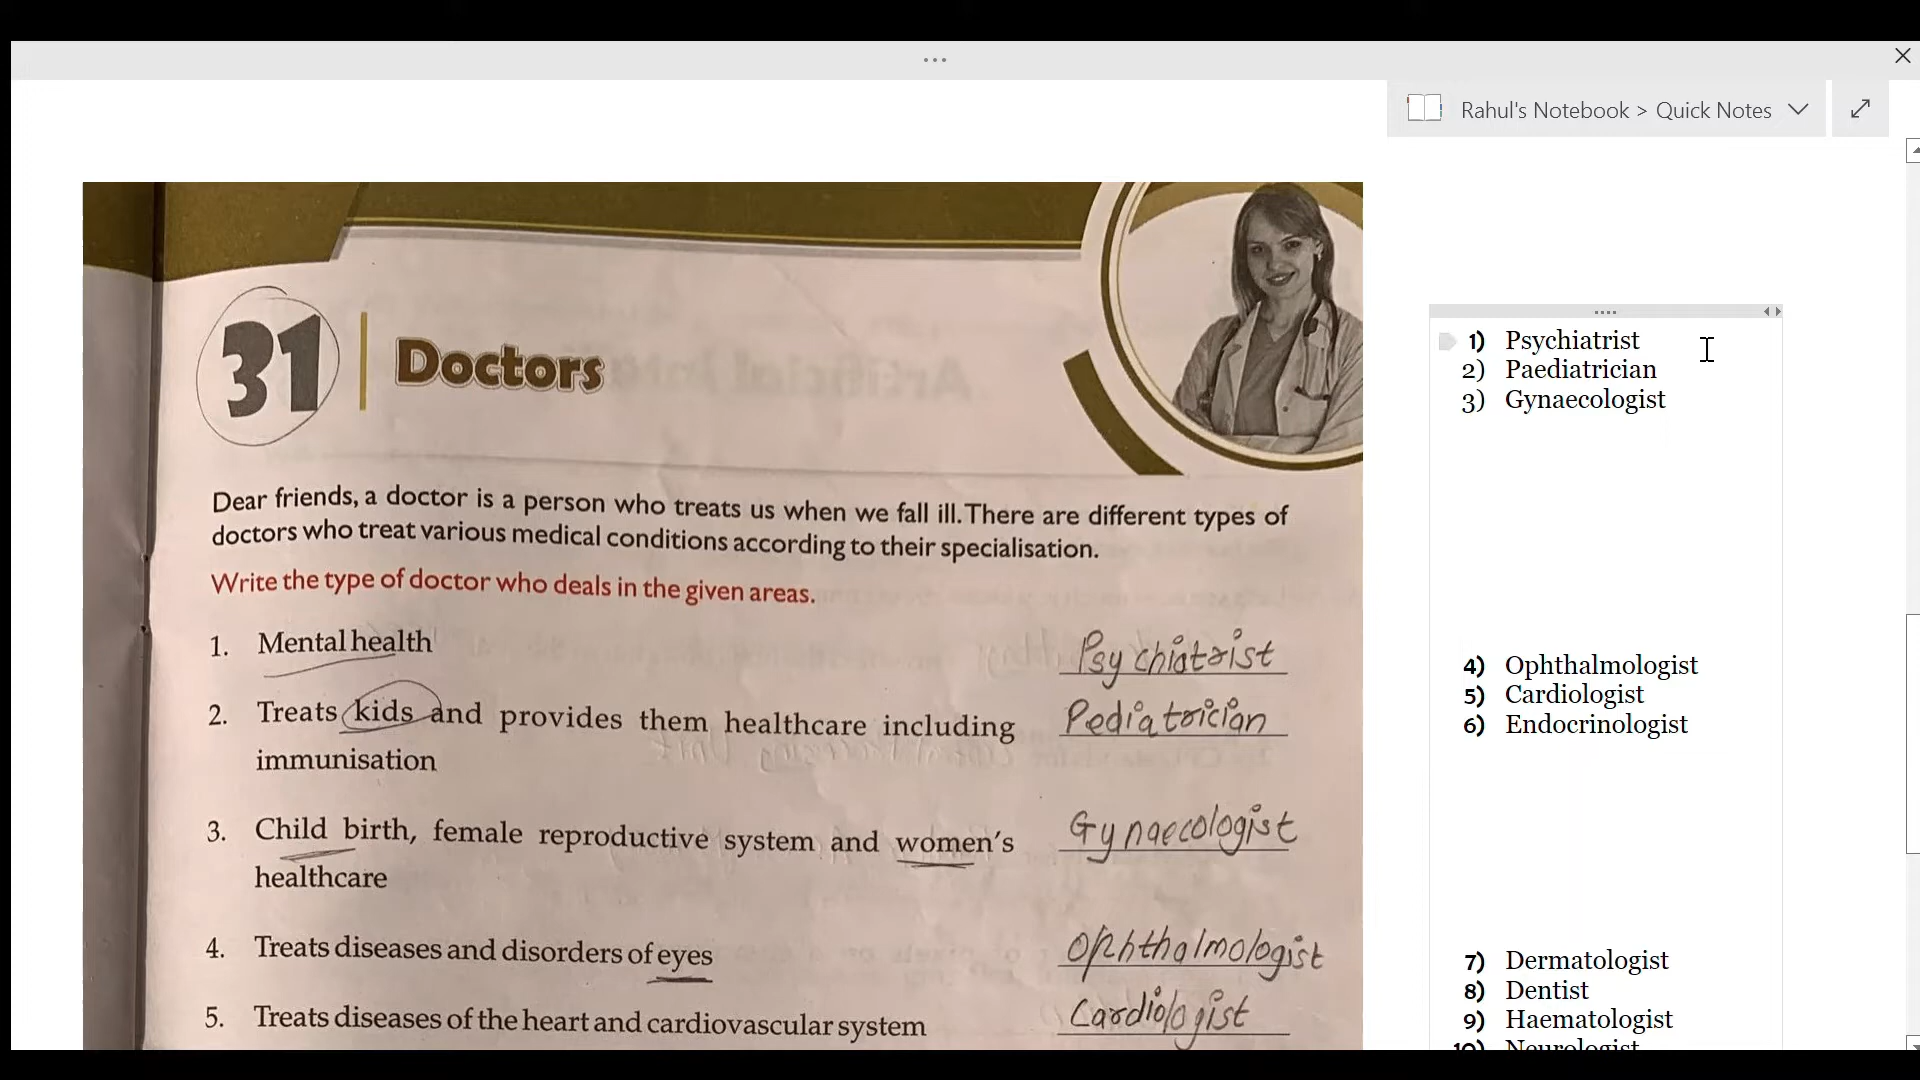 Rahul's Notebook > Quick Notes
31 Doctors
Dear friends, a doctor is a person who treats us when we fall ill. There are different types of
doctors who treat various medical conditions according to their specialisation.
Write the type of doctor who deals in the given areas.
1. Mental health Psychiatrist
2. Treats kids and provides them healthcare including Pediatrician
immunisation
3. Child birth, female reproductive system and women's Gynaecologist
healthcare
4. Treats diseases and disorders of eyes Ophthalmologist
5. Treats diseases of the heart and cardiovascular system Cardiologist
1) Psychiatrist
2) Paediatrician
3) Gynaecologist
4) Ophthalmologist
5) Cardiologist
6) Endocrinologist
7) Dermatologist
8) Dentist
9) Haematologist
10) Neurologist